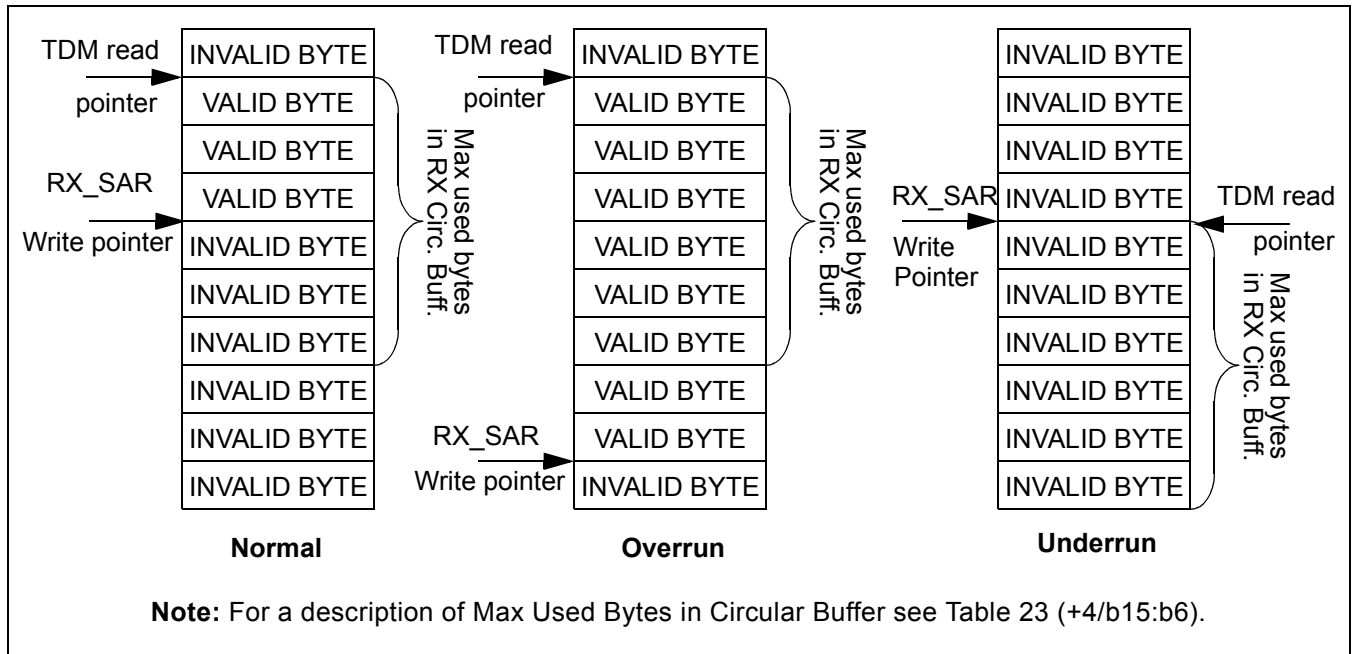 TDM read
pointer
RX_SAR
Write pointer
INVALID BYTE
VALID BYTE
VALID BYTE
VALID BYTE
INVALID BYTE
INVALID BYTE
INVALID BYTE
INVALID BYTE
INVALID BYTE
INVALID BYTE
Max used bytes
in RX Circ. Buff.
Normal
TDM read
pointer
RX_SAR
Write pointer
INVALID BYTE
VALID BYTE
VALID BYTE
VALID BYTE
VALID BYTE
VALID BYTE
VALID BYTE
VALID BYTE
VALID BYTE
INVALID BYTE
Max used bytes
in RX Circ. Buff.
Overrun
RX_SAR
Write
Pointer
INVALID BYTE
INVALID BYTE
INVALID BYTE
INVALID BYTE
INVALID BYTE
INVALID BYTE
INVALID BYTE
INVALID BYTE
INVALID BYTE
INVALID BYTE
TDM read
pointer
Max used bytes
in RX Circ. Buff.
Underrun
Note: For a description of Max Used Bytes in Circular Buffer see Table 23 (+4/b15:b6).